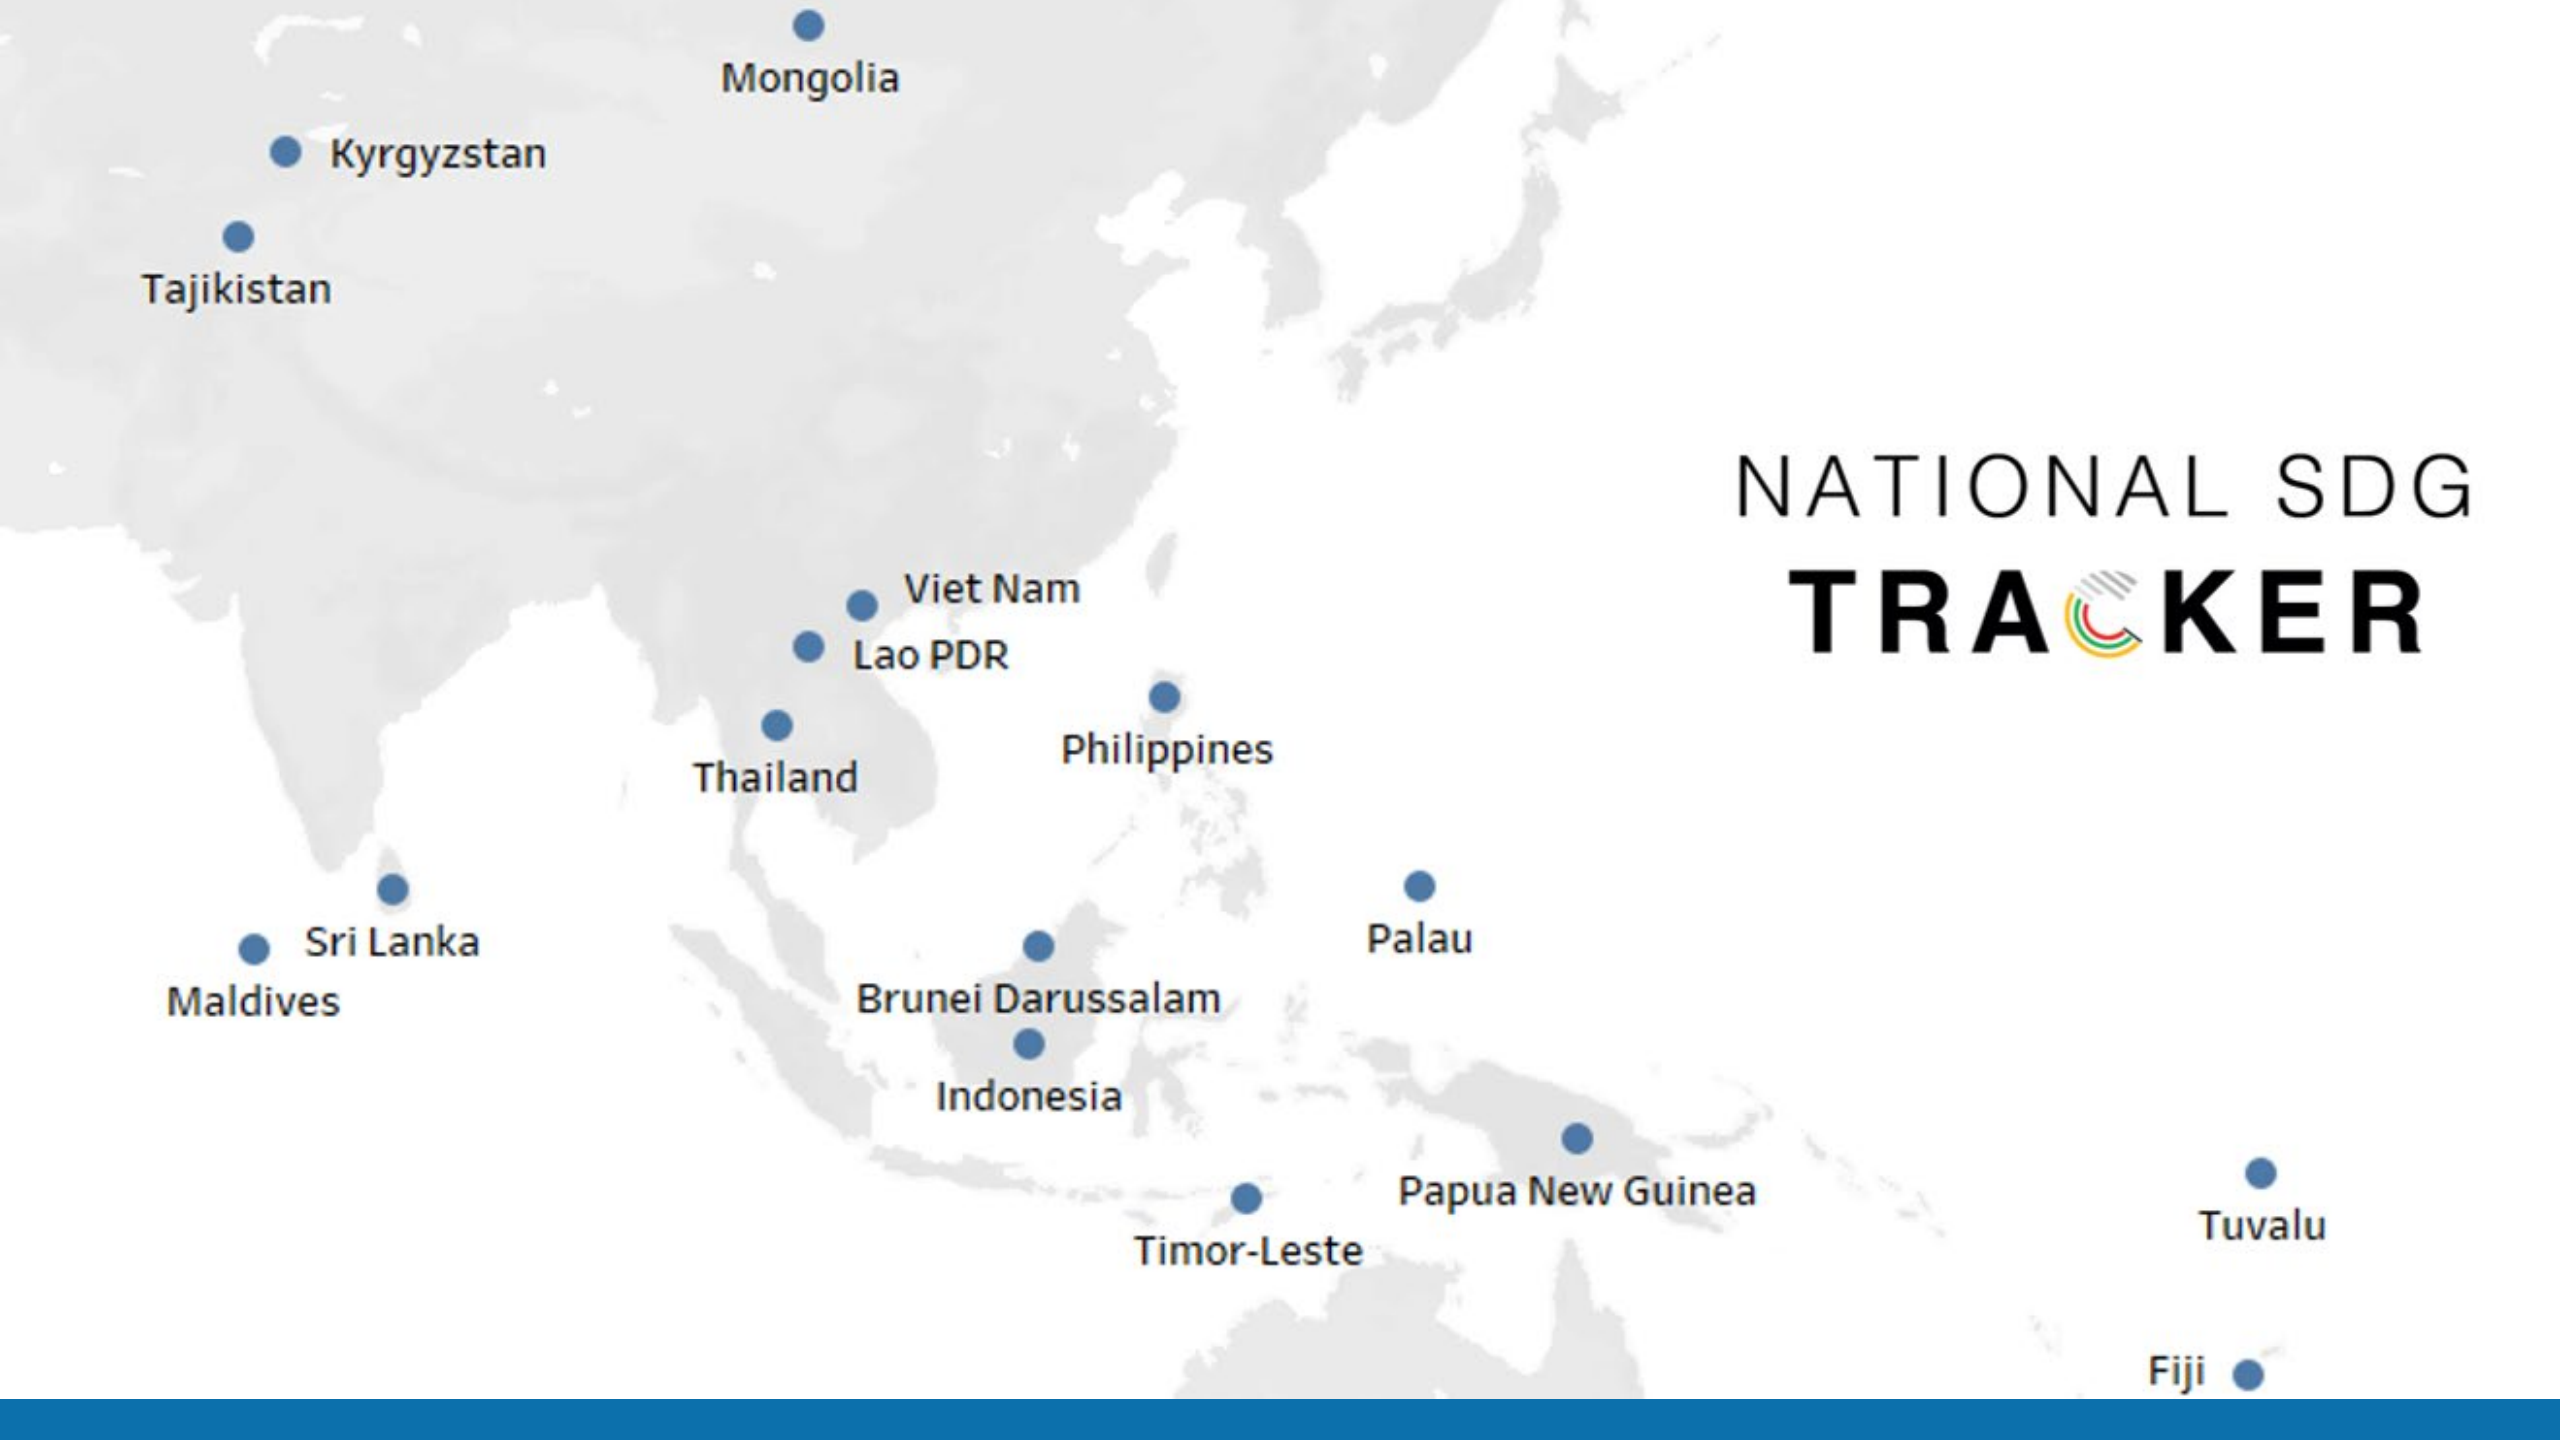 Mongolia
Kyrgyzstan
Tajikistan
NATIONAL SDG
TRACKER
Viet Nam
Lao PDR
Philippines
Thailand
Palau
Sri Lanka
Maldives
Brunei Darussalam
Indonesia
Papua New Guinea
Tuvalu
Timor-Leste
Fiji